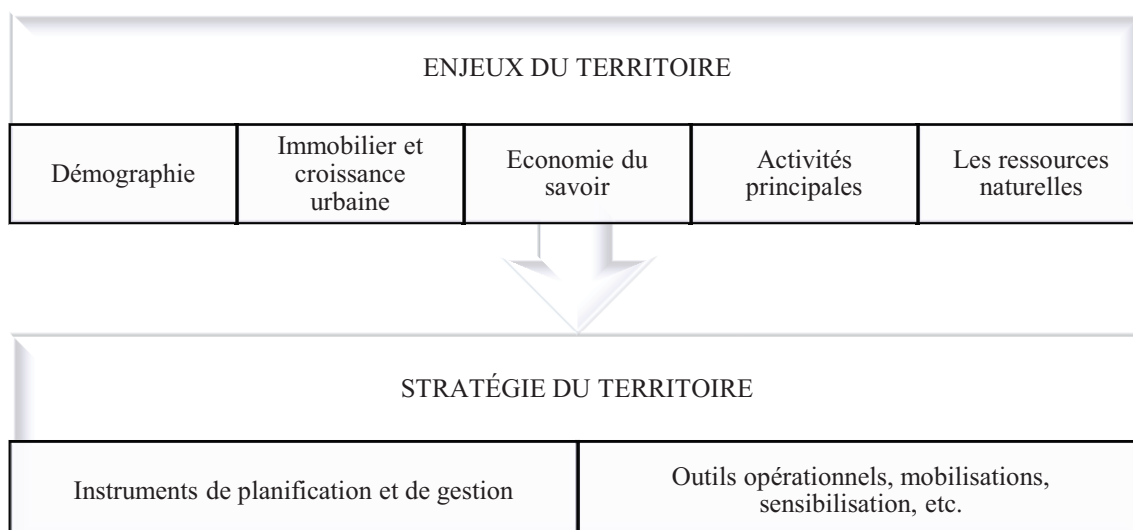 ENJEUX DU TERRITOIRE
Démographie
Immobilier et
croissance
urbaine
Economie du
savoir
Activités
principales
Les ressources
naturelles
STRATÉGIE DU TERRITOIRE
Instruments de planification et de gestion
Outils opérationnels, mobilisations,
sensibilisation, etc.